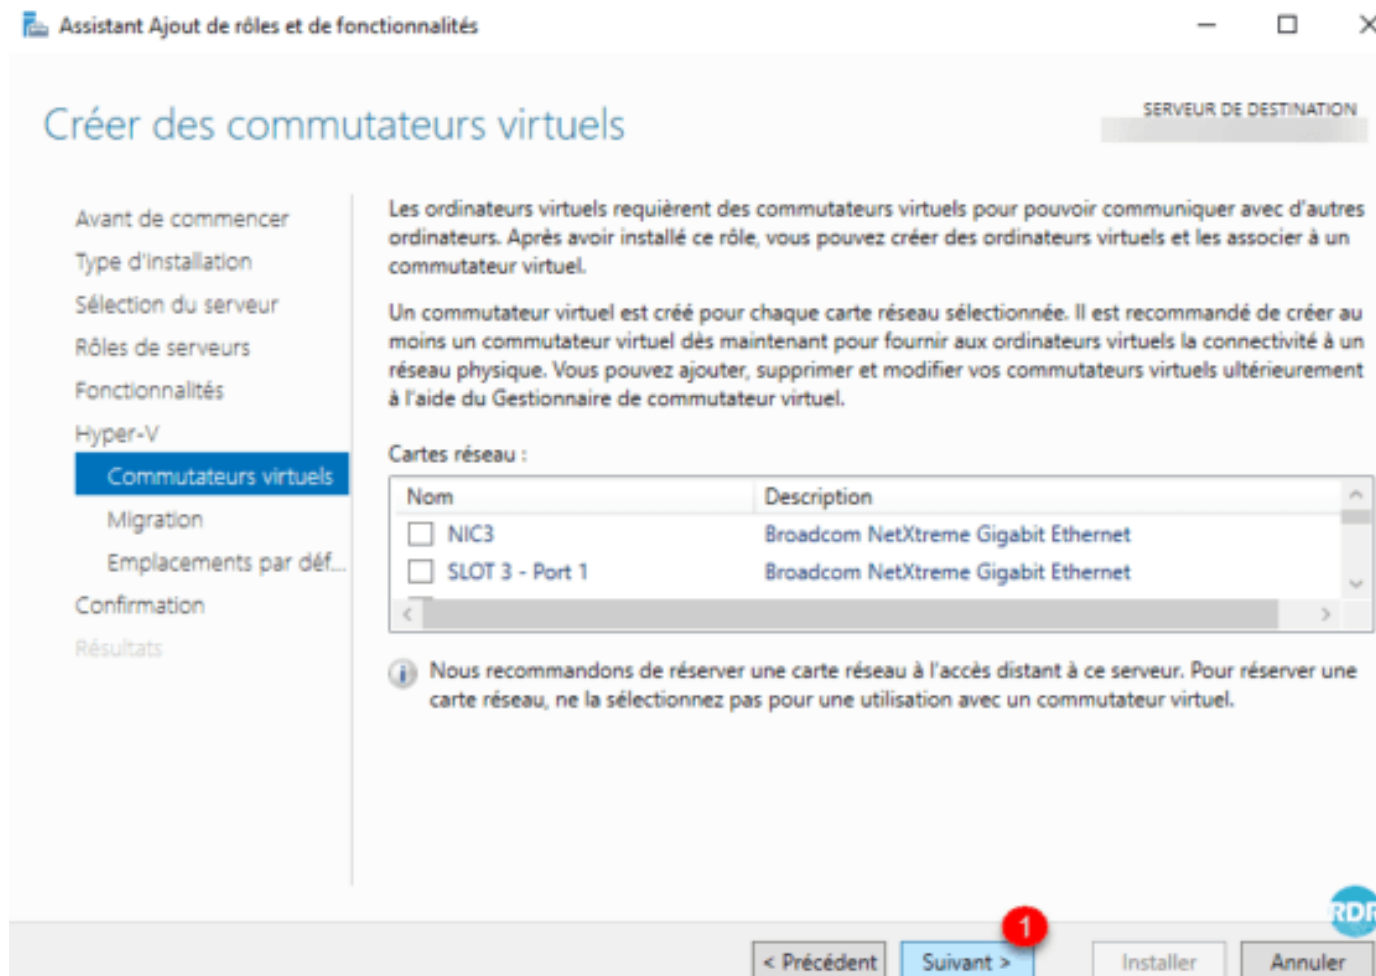 Assistant Ajout de rôles et de fonctionnalités
Créer des commutateurs virtuels
SERVEUR DE DESTINATION
Avant de commencer
Type d'installation
Sélection du serveur
Rôles de serveurs
Fonctionnalités
Hyper-V
Commutateurs virtuels
Migration
Emplacements par déf...
Confirmation
Résultats
Les ordinateurs virtuels requièrent des commutateurs virtuels pour pouvoir communiquer avec d'autres
ordinateurs. Après avoir installé ce rôle, vous pouvez créer des ordinateurs virtuels et les associer à un
commutateur virtuel.
Un commutateur virtuel est créé pour chaque carte réseau sélectionnée. Il est recommandé de créer au
moins un commutateur virtuel dès maintenant pour fournir aux ordinateurs virtuels la connectivité à un
réseau physique. Vous pouvez ajouter, supprimer et modifier vos commutateurs virtuels ultérieurement
à l'aide du Gestionnaire de commutateur virtuel.
Cartes réseau :
Nom Description
NIC3 Broadcom NetXtreme Gigabit Ethernet
SLOT 3 - Port 1 Broadcom NetXtreme Gigabit Ethernet
Nous recommandons de réserver une carte réseau à l'accès distant à ce serveur. Pour réserver une
carte réseau, ne la sélectionnez pas pour une utilisation avec un commutateur virtuel.
RDR
1
< Précédent Suivant > Installer Annuler